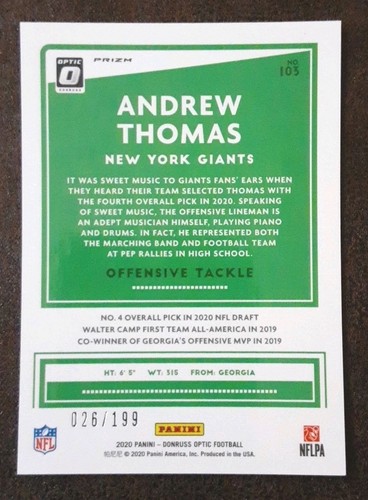 OPTIC
PRIZM
NO.
103
ANDREW
THOMAS
NEW YORK GIANTS
IT WAS SWEET MUSIC TO GIANTS FANS' EARS WHEN
THEY HEARD THEIR TEAM SELECTED THOMAS WITH
THE FOURTH OVERALL PICK IN 2020. SPEAKING
OF SWEET MUSIC, THE OFFENSIVE LINEMAN IS
AN ADEPT MUSICIAN HIMSELF, PLAYING PIANO
AND DRUMS. IN FACT, HE REPRESENTED BOTH
THE MARCHING BAND AND FOOTBALL TEAM
AT PEP RALLIES IN HIGH SCHOOL.
OFFENSIVE TACKLE
NO. 4 OVERALL PICK IN 2020 NFL DRAFT
WALTER CAMP FIRST TEAM ALL-AMERICA IN 2019
CO-WINNER OF GEORGIA'S OFFENSIVE MVP IN 2019
HT: 6' 5" WT: 315 FROM: GEORGIA
026/199
PANINI
NFL
NFLPA
2020 PANINI – DONRUSS OPTIC FOOTBALL
帕尼尼 © 2020 Panini America, Inc. Produced in the USA.